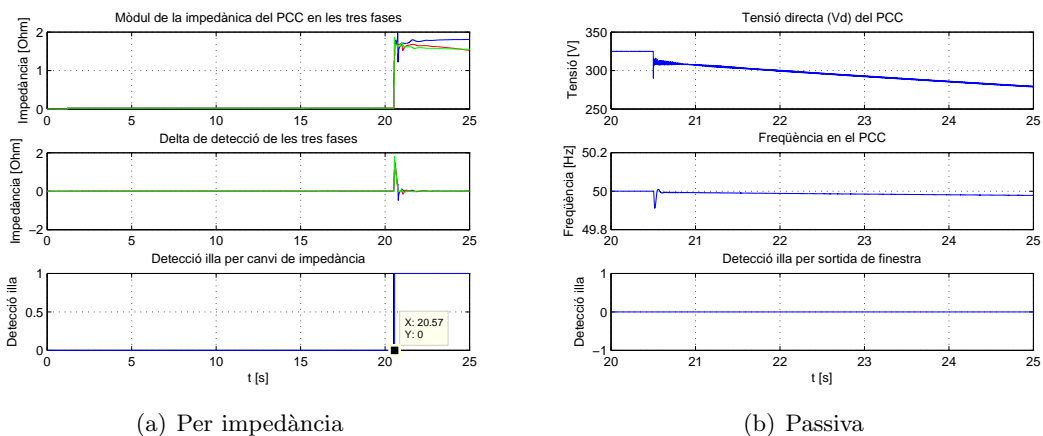 Mòdul de la impedànica del PCC en les tres fases
Impedància [Ohm]
2
1
0
0 5 10 15 20 25
Delta de detecció de les tres fases
Impedància [Ohm]
2
0
−2
0 5 10 15 20 25
Detecció illa per canvi de impedància
Detecció illa
1
0.5
0
X: 20.57
Y: 0
0 5 10 15 20 25
t [s]
(a) Per impedància
Tensió directa (Vd) del PCC
Tensió [V]
350
300
250
20 21 22 23 24 25
Freqüència en el PCC
Freqüència [Hz]
50.2
50
49.8
20 21 22 23 24 25
Detecció illa per sortida de finestra
Detecció illa
1
0
−1
20 21 22 23 24 25
t [s]
(b) Passiva